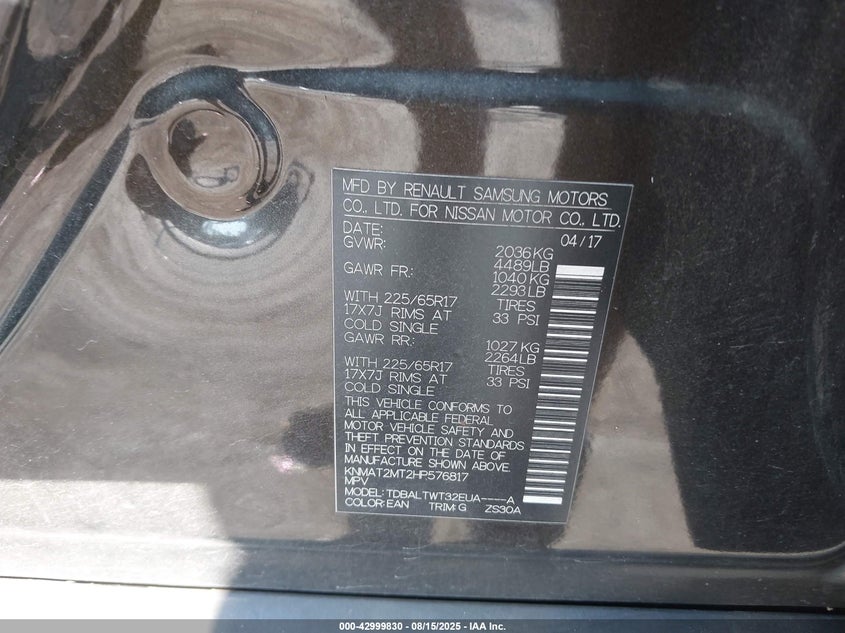 MFD BY RENAULT SAMSUNG MOTORS
CO., LTD. FOR NISSAN MOTOR CO., LTD.
DATE: 04/17
GVWR: 2036KG
4489LB
GAWR FR: 1040KG
2293LB
WITH 225/65R17 TIRES
17X7J RIMS AT 33 PSI
COLD SINGLE
GAWR RR: 1027KG
2264LB
WITH 225/65R17 TIRES
17X7J RIMS AT 33 PSI
COLD SINGLE
THIS VEHICLE CONFORMS TO
ALL APPLICABLE FEDERAL
MOTOR VEHICLE SAFETY AND
THEFT PREVENTION STANDARDS
IN EFFECT ON THE DATE OF
MANUFACTURE SHOWN ABOVE.
KNMAT2MT2HP576817
MPV
MODEL: TDBALTWT32EUA----A
COLOR:EAN TRIM:G ZS30A
000-42999830 - 08/15/2025 - IAA Inc.